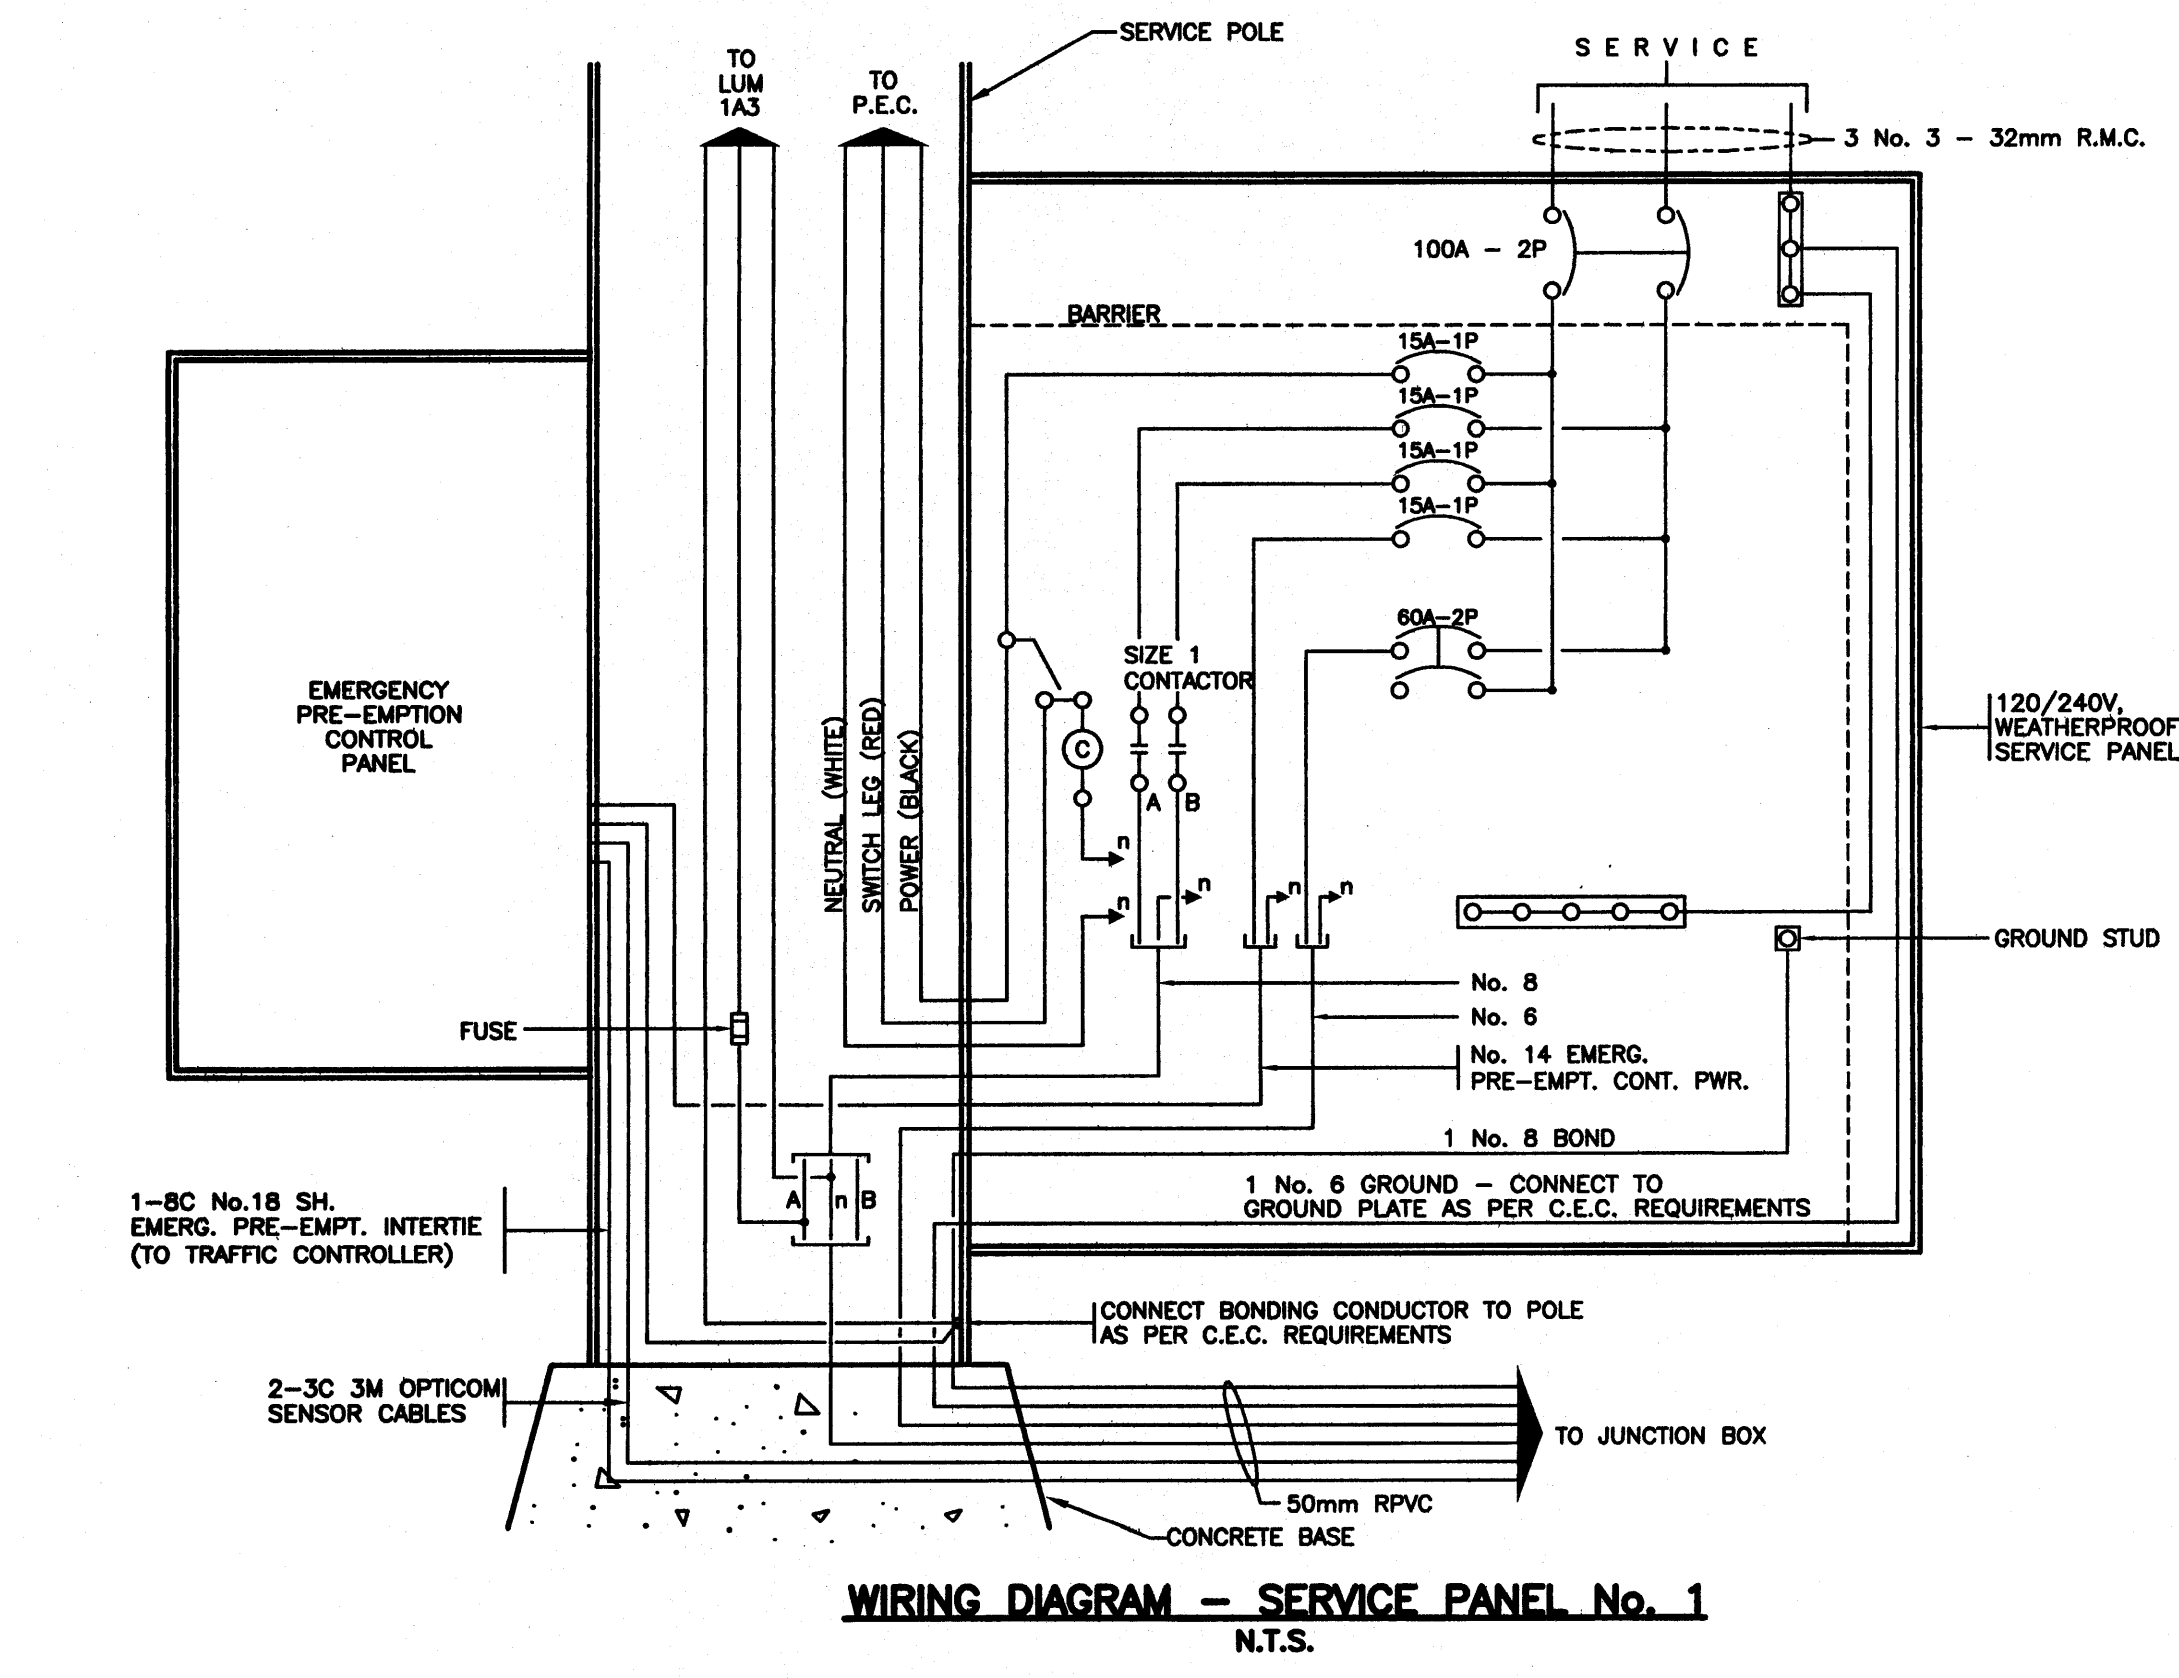 SERVICE POLE
TO
LUM
1A3
TO
P.E.C.
S E R V I C E
3 No. 3 – 32mm R.M.C.
100A – 2P
BARRIER
15A–1P
15A–1P
15A–1P
15A–1P
60A–2P
SIZE 1
CONTACTOR
EMERGENCY
PRE–EMPTION
CONTROL
PANEL
NEUTRAL (WHITE)
SWITCH LEG (RED)
POWER (BLACK)
C
A
B
n
n
n
n
n
120/240V,
WEATHERPROOF
SERVICE PANEL
GROUND STUD
No. 8
No. 6
No. 14 EMERG.
PRE–EMPT. CONT. PWR.
FUSE
1 No. 8 BOND
1 No. 6 GROUND – CONNECT TO
GROUND PLATE AS PER C.E.C. REQUIREMENTS
A
n
B
1–8C No.18 SH.
EMERG. PRE–EMPT. INTERTIE
(TO TRAFFIC CONTROLLER)
CONNECT BONDING CONDUCTOR TO POLE
AS PER C.E.C. REQUIREMENTS
2–3C 3M OPTICOM
SENSOR CABLES
TO JUNCTION BOX
50mm RPVC
CONCRETE BASE
WIRING DIAGRAM – SERVICE PANEL No. 1
N.T.S.